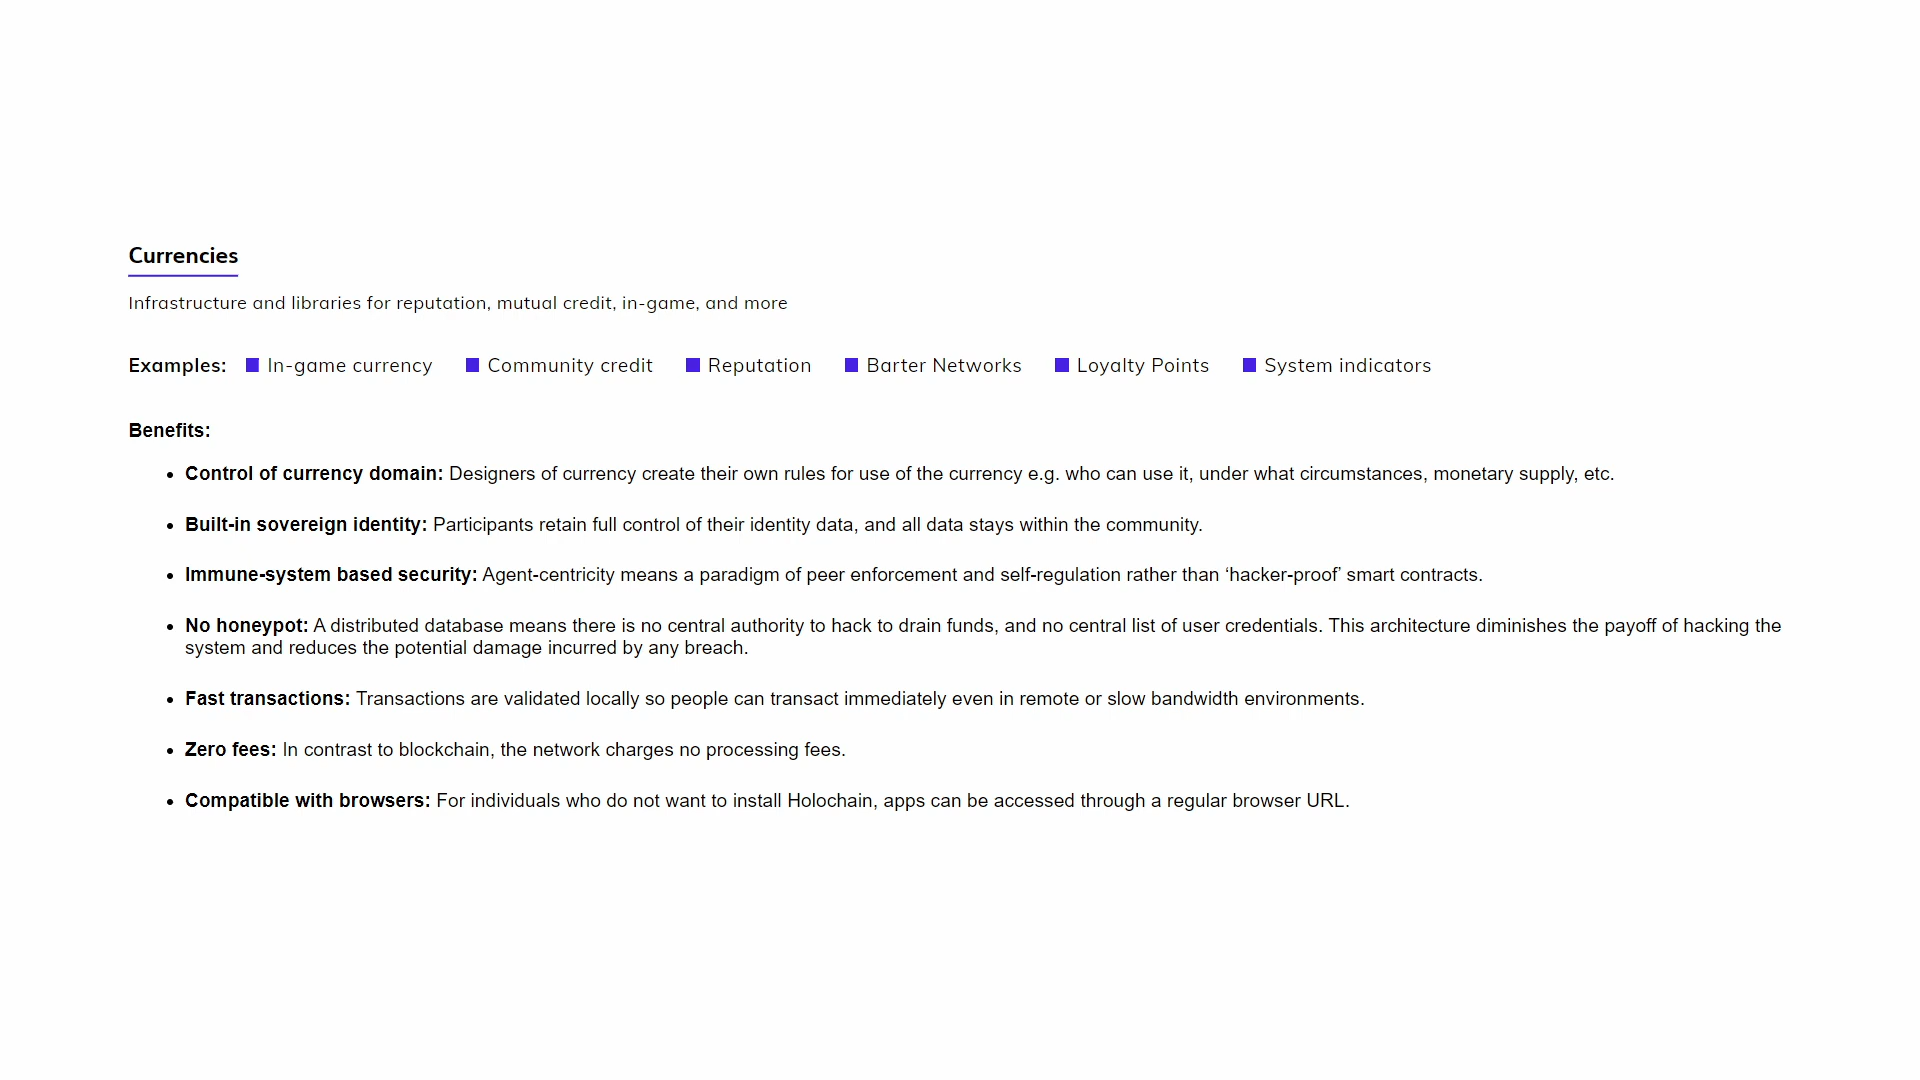 Currencies
Infrastructure and libraries for reputation, mutual credit, in-game, and more
Examples: In-game currency Community credit Reputation Barter Networks Loyalty Points System indicators
Benefits:
• Control of currency domain: Designers of currency create their own rules for use of the currency e.g. who can use it, under what circumstances, monetary supply, etc.
• Built-in sovereign identity: Participants retain full control of their identity data, and all data stays within the community.
• Immune-system based security: Agent-centricity means a paradigm of peer enforcement and self-regulation rather than ‘hacker-proof’ smart contracts.
• No honeypot: A distributed database means there is no central authority to hack to drain funds, and no central list of user credentials. This architecture diminishes the payoff of hacking the
system and reduces the potential damage incurred by any breach.
• Fast transactions: Transactions are validated locally so people can transact immediately even in remote or slow bandwidth environments.
• Zero fees: In contrast to blockchain, the network charges no processing fees.
• Compatible with browsers: For individuals who do not want to install Holochain, apps can be accessed through a regular browser URL.